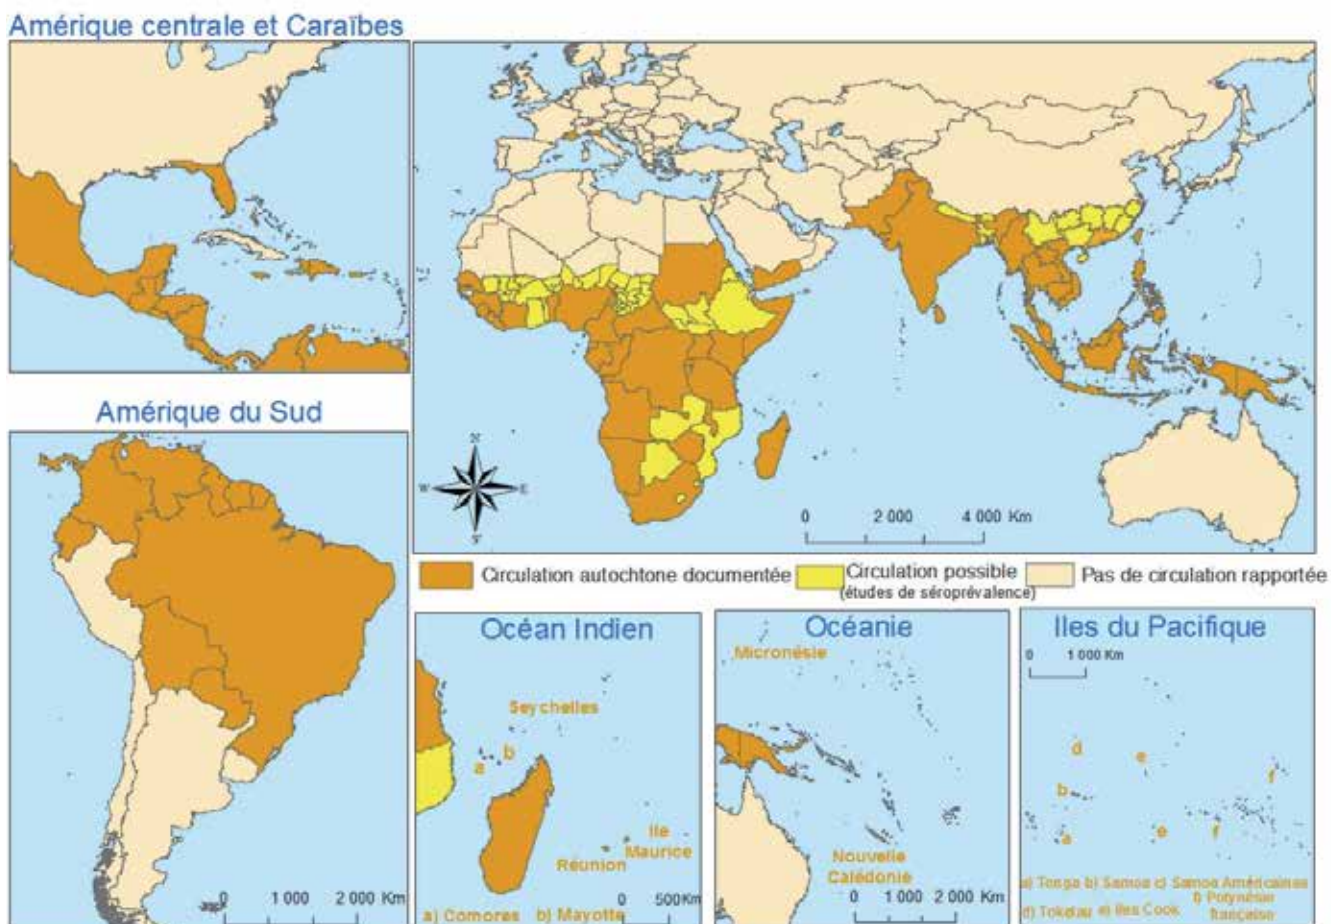 Amérique centrale et Caraïbes
Amérique du Sud
N
W E
S
0 2 000 4 000 Km
Circulation autochtone documentée
Circulation possible
(études de séroprévalence)
Pas de circulation rapportée
0 1 000 2 000 Km
Océan Indien
Seychelles
b
a
Ile
Maurice
Réunion
0 500Km
a) Comores b) Mayotte
Océanie
Micronésie
Nouvelle
Calédonie
0 1 000 2 000 Km
Iles du Pacifique
0 1 000 Km
d
e
f
b
a
e
f
a) Tonga b) Samoa c) Samoa Américaines
d) Tokelau e) Iles Cook
Polynésie
française